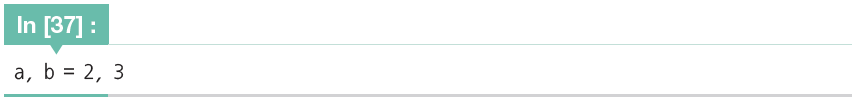 In [37] :
a, b = 2, 3